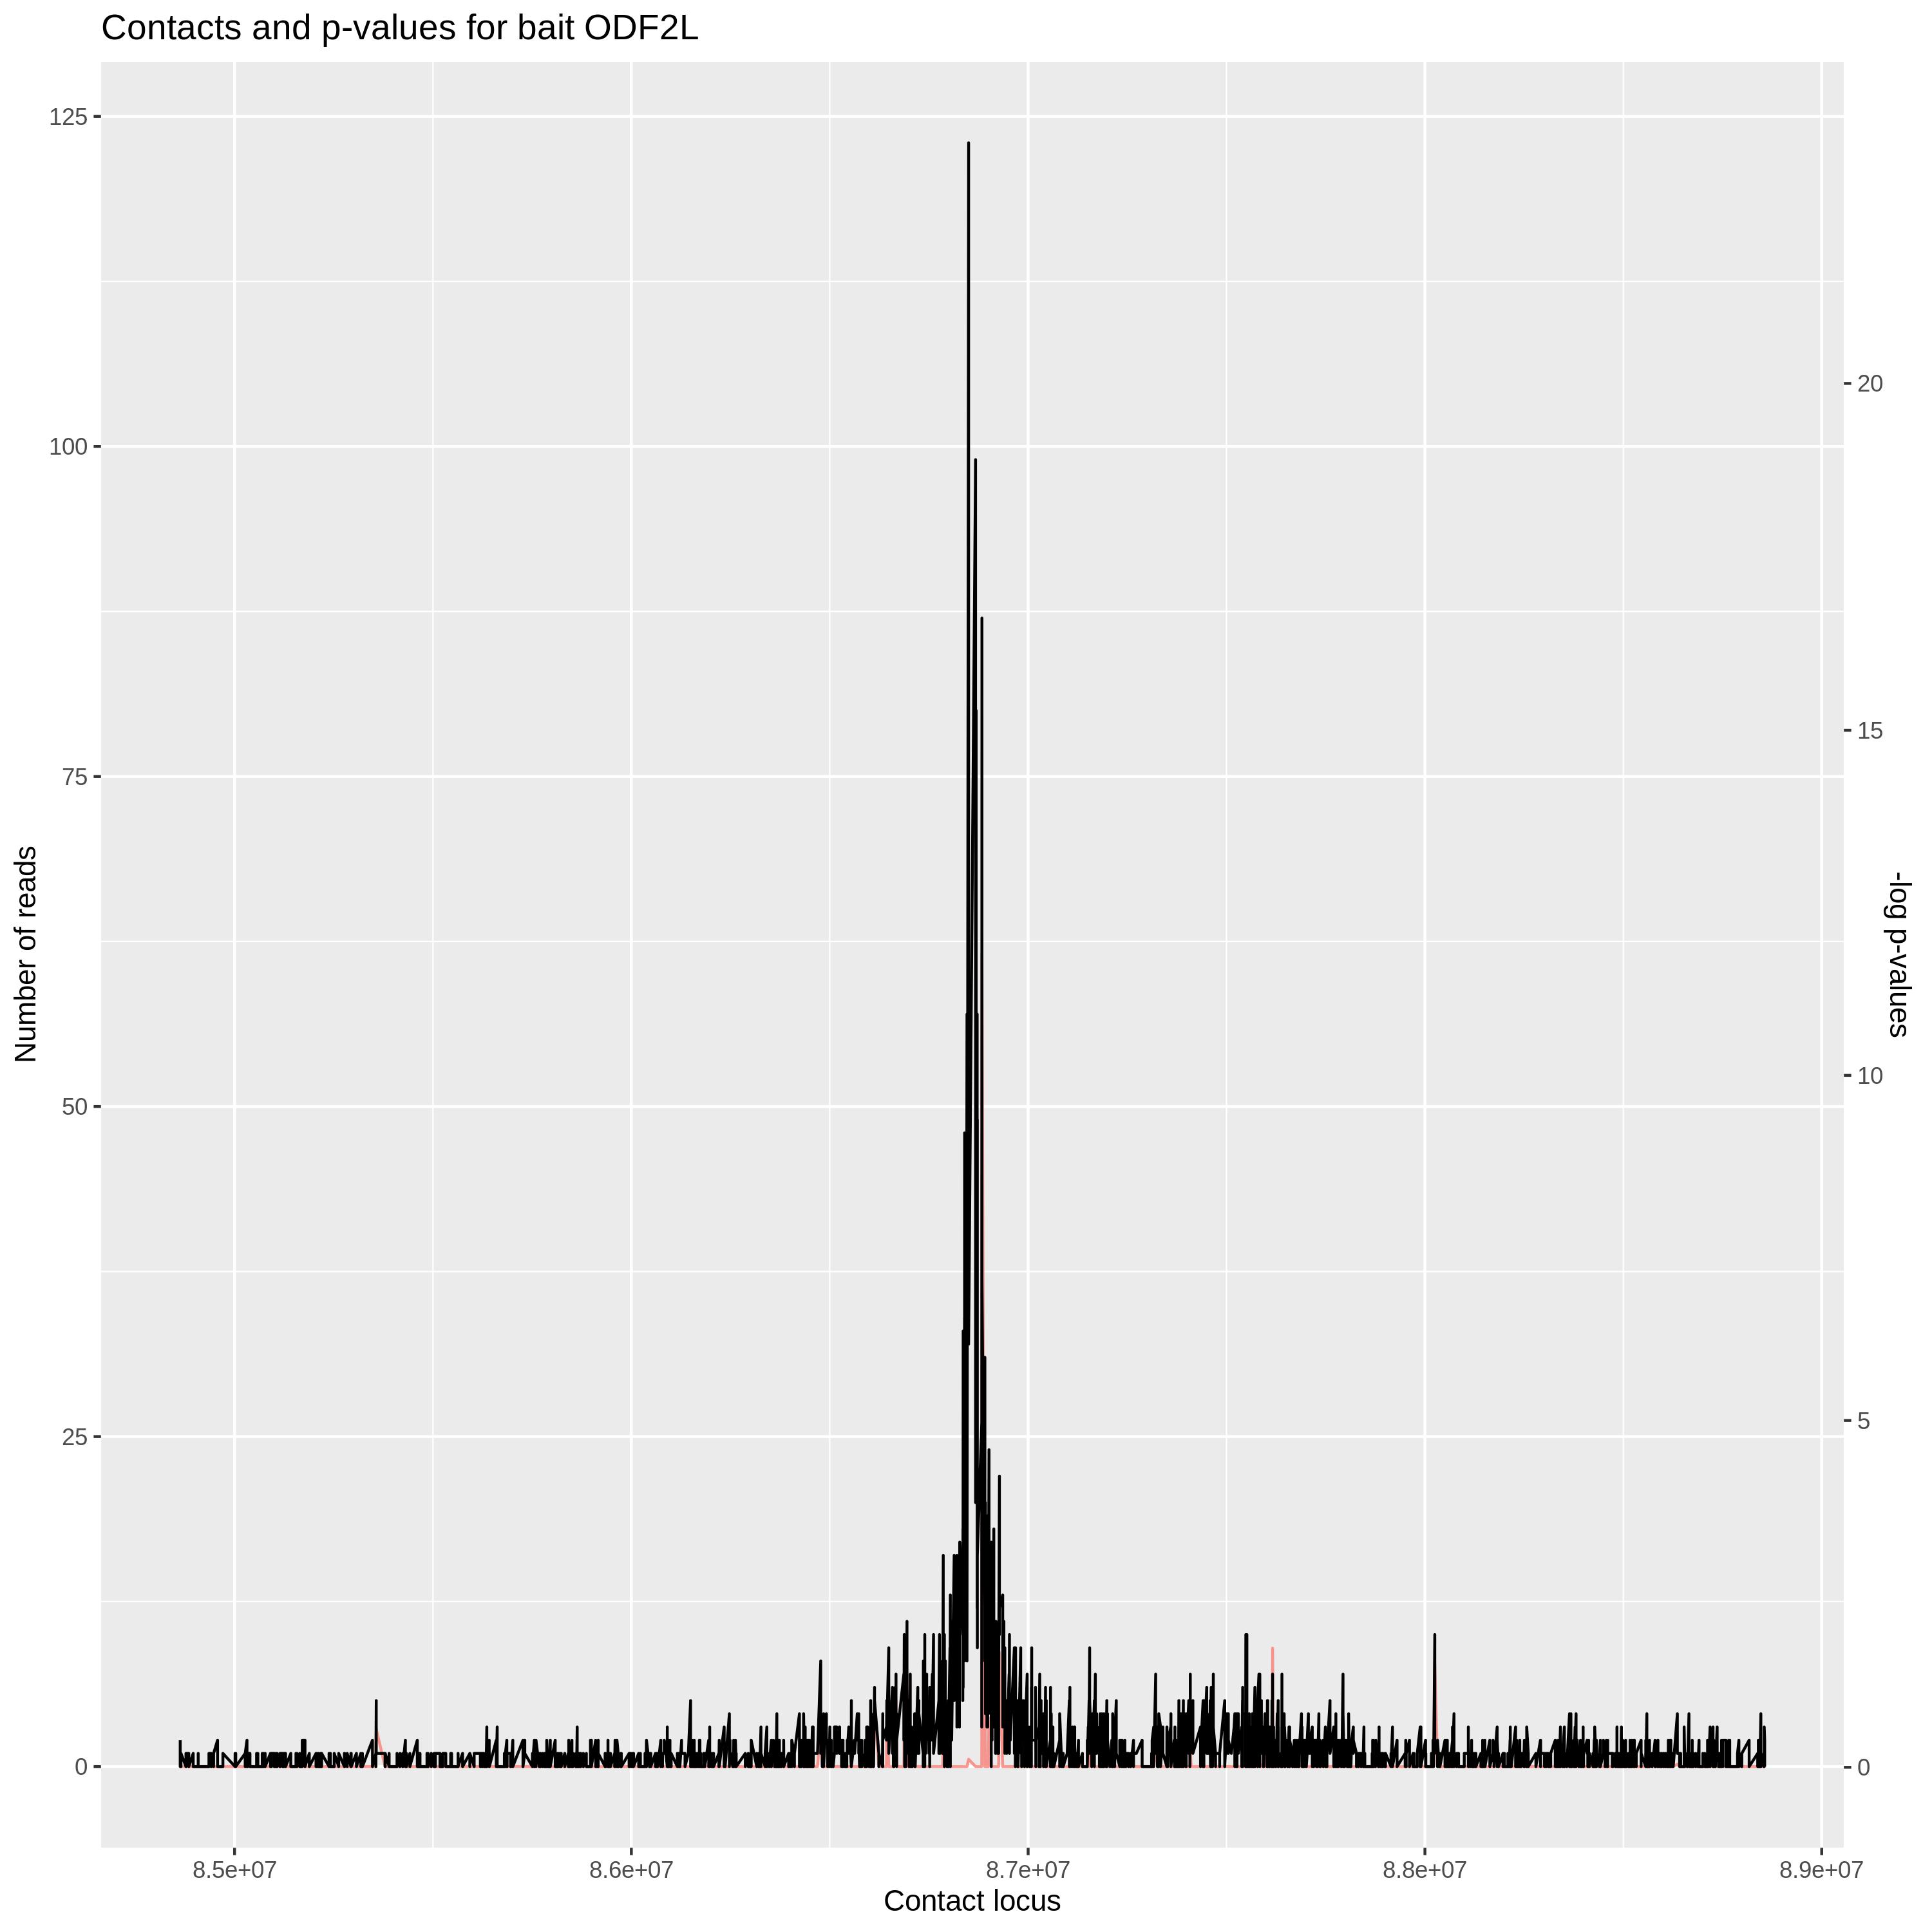 Contacts and p-values for bait ODF2L
125
100
75
50
25
0
Number of reads
20
15
10
5
0
-log p-values
8.5e+07 8.6e+07 8.7e+07 8.8e+07 8.9e+07
Contact locus